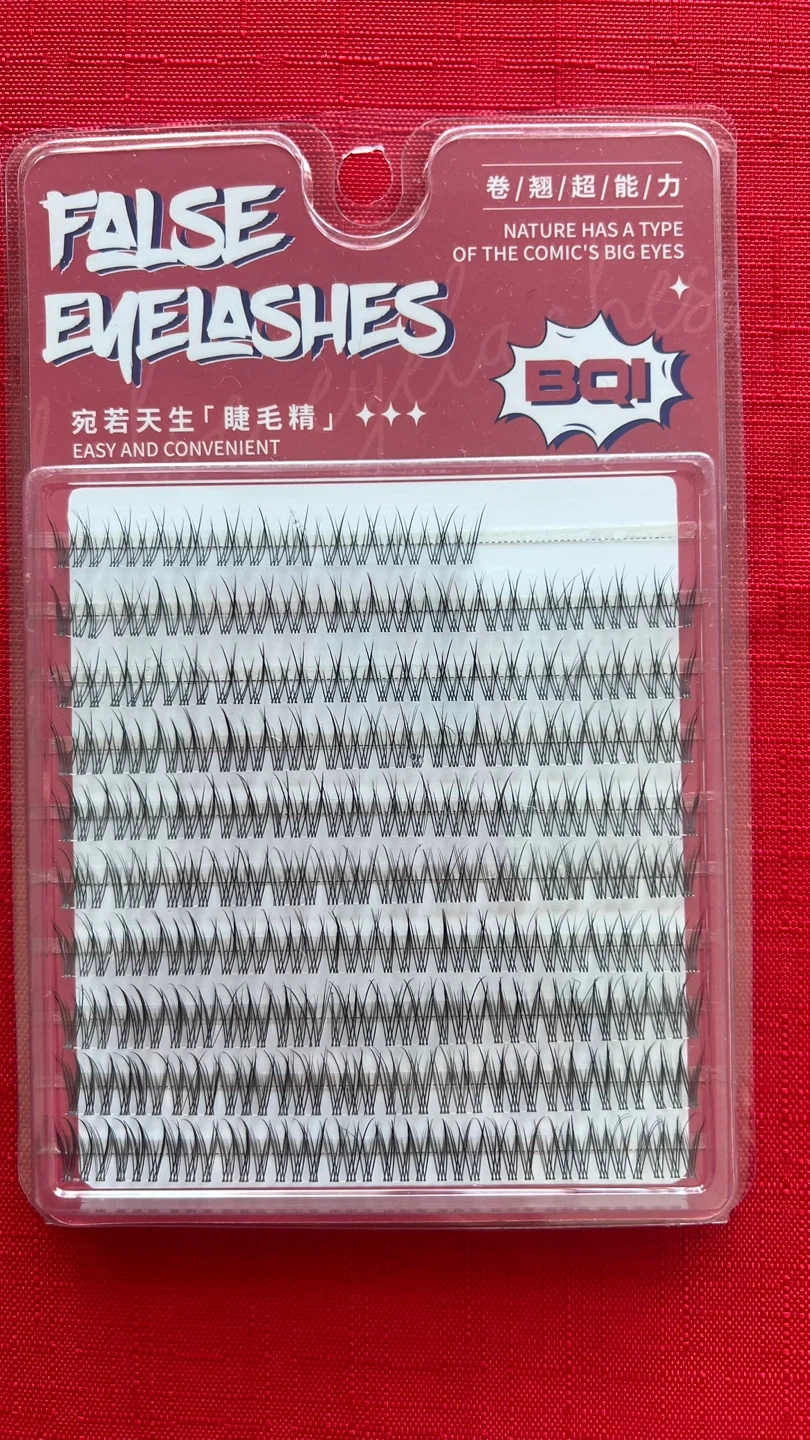 FALSE
EYELASHES
宛若天生「睫毛精」
EASY AND CONVENIENT
卷/翘/超/能/力
NATURE HAS A TYPE
OF THE COMIC'S BIG EYES
BQI